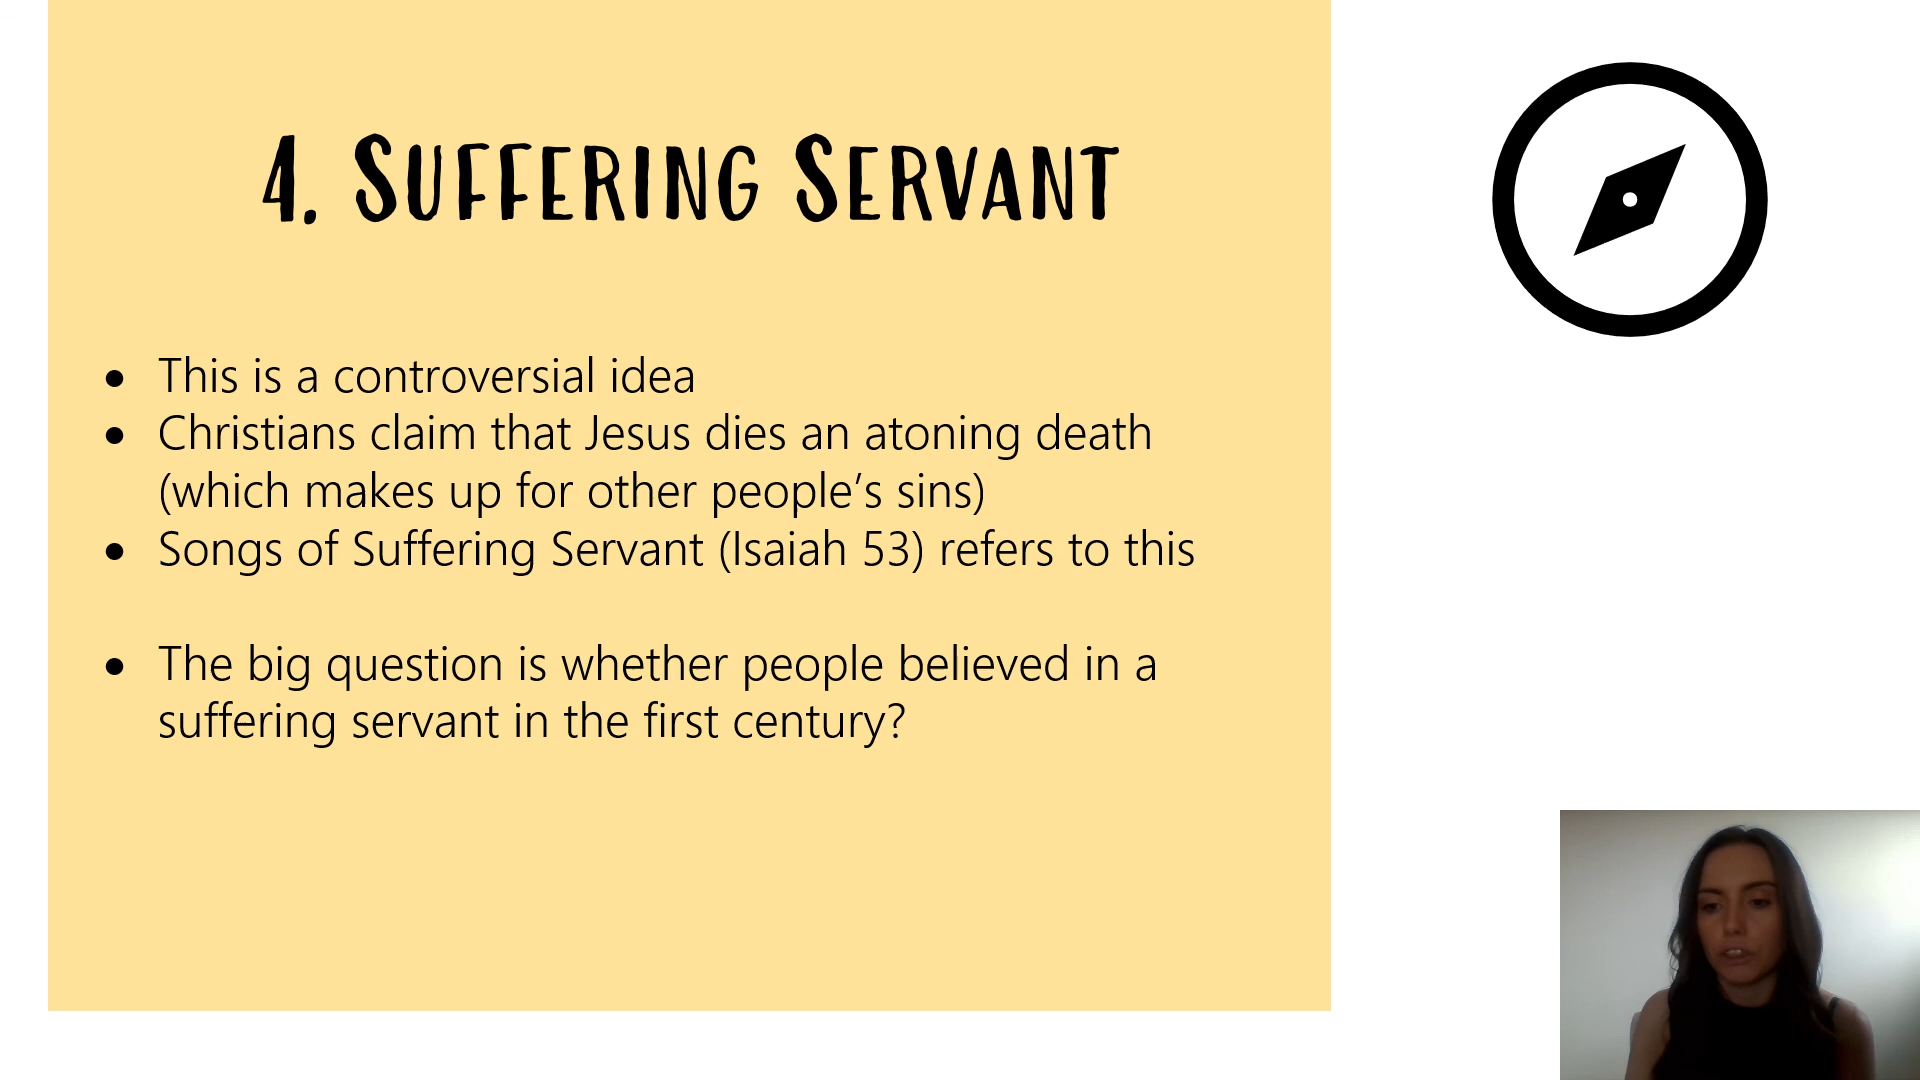 4. SUFFERING SERVANT
• This is a controversial idea
• Christians claim that Jesus dies an atoning death
(which makes up for other people’s sins)
• Songs of Suffering Servant (Isaiah 53) refers to this
• The big question is whether people believed in a
suffering servant in the first century?